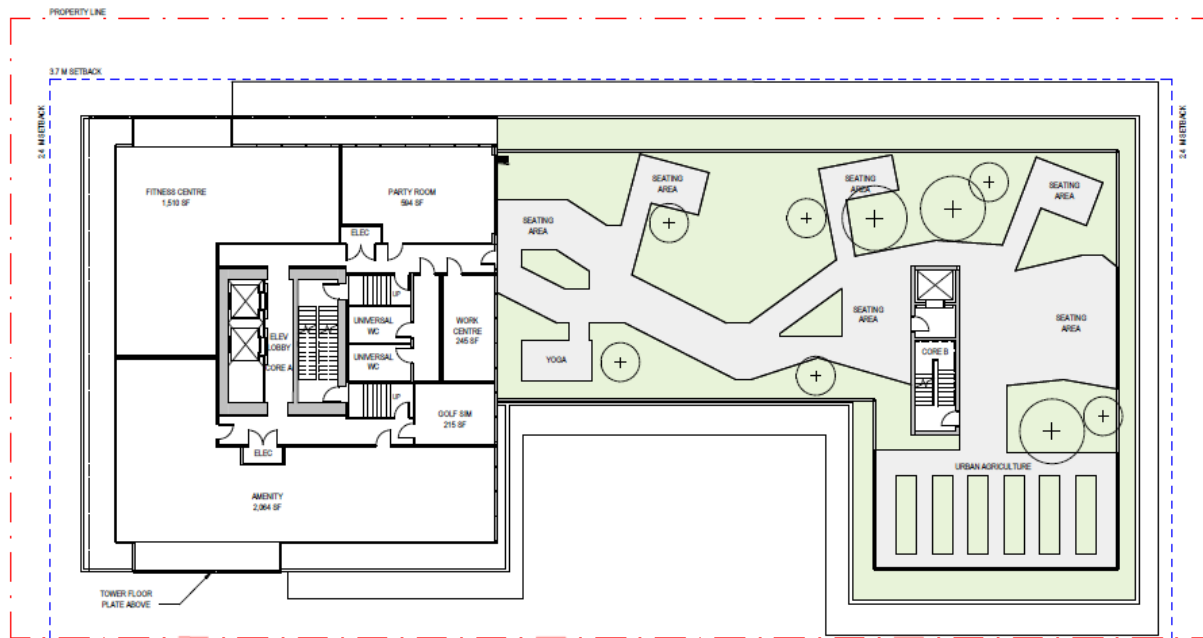 PROPERTY LINE
3.7 M SETBACK
2.4 M SETBACK
2.4 M SETBACK
FITNESS CENTRE
1,510 SF
PARTY ROOM
594 SF
SEATING
AREA
SEATING
AREA
SEATING
AREA
SEATING
AREA
ELEC
UP
ELEV
LOBBY
CORE A
UNIVERSAL
WC
UNIVERSAL
WC
WORK
CENTRE
245 SF
SEATING
AREA
SEATING
AREA
YOGA
CORE B
UP
GOLF SIM
215 SF
ELEC
URBAN AGRICULTURE
AMENITY
2,064 SF
TOWER FLOOR
PLATE ABOVE